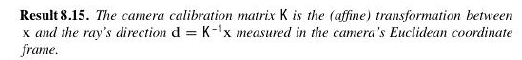 Result 8.15. The camera calibration matrix K is the (affine) transformation between
x and the ray's direction d = K⁻¹x measured in the camera's Euclidean coordinate
frame.